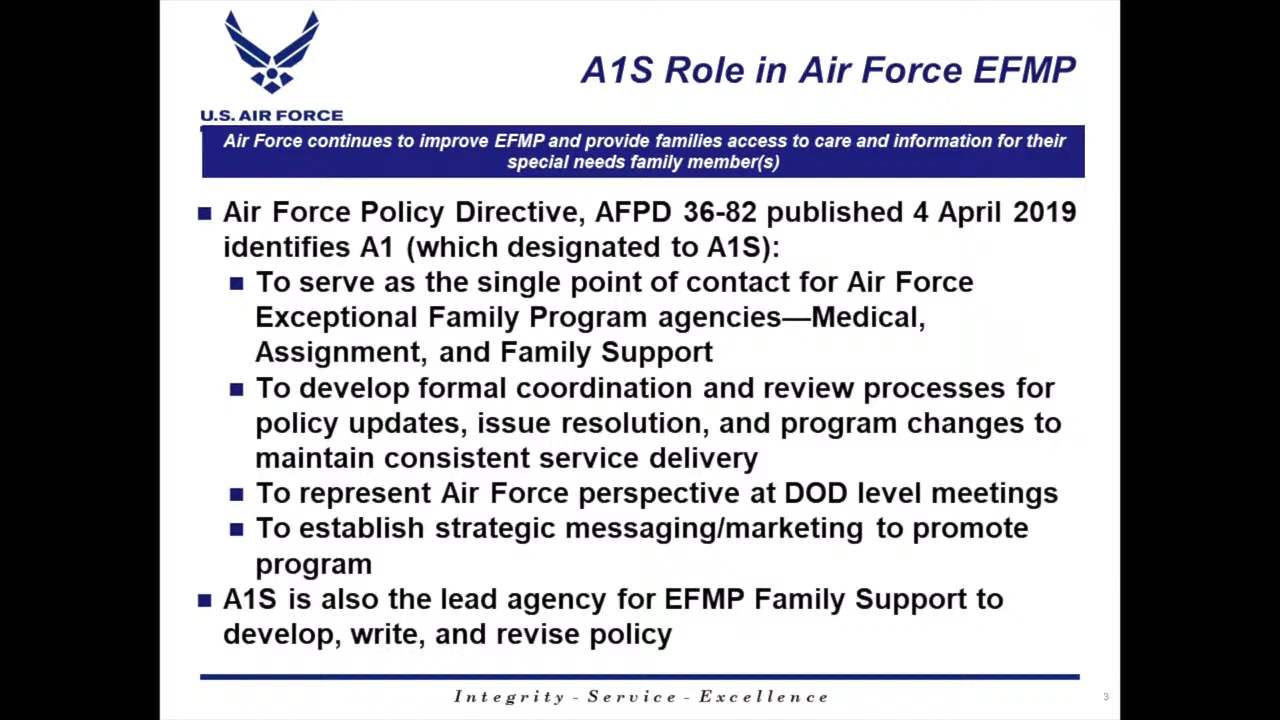 A1S Role in Air Force EFMP
U.S. AIR FORCE
Air Force continues to improve EFMP and provide families access to care and information for their
special needs family member(s)
Air Force Policy Directive, AFPD 36-82 published 4 April 2019
identifies A1 (which designated to A1S):
To serve as the single point of contact for Air Force
Exceptional Family Program agencies—Medical,
Assignment, and Family Support
To develop formal coordination and review processes for
policy updates, issue resolution, and program changes to
maintain consistent service delivery
To represent Air Force perspective at DOD level meetings
To establish strategic messaging/marketing to promote
program
A1S is also the lead agency for EFMP Family Support to
develop, write, and revise policy
Integrity - Service - Excellence
3